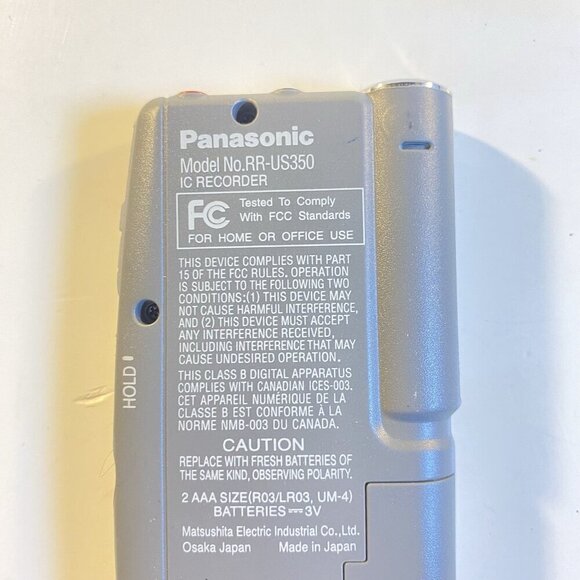 Panasonic
Model No.RR-US350
IC RECORDER
FC Tested To Comply
With FCC Standards
FOR HOME OR OFFICE USE
THIS DEVICE COMPLIES WITH PART
15 OF THE FCC RULES. OPERATION
IS SUBJECT TO THE FOLLOWING TWO
CONDITIONS:(1) THIS DEVICE MAY
NOT CAUSE HARMFUL INTERFERENCE,
AND (2) THIS DEVICE MUST ACCEPT
ANY INTERFERENCE RECEIVED,
INCLUDING INTERFERENCE THAT MAY
CAUSE UNDESIRED OPERATION.
THIS CLASS B DIGITAL APPARATUS
COMPLIES WITH CANADIAN ICES-003.
CET APPAREIL NUMÉRIQUE DE LA
CLASSE B EST CONFORME À LA
NORME NMB-003 DU CANADA.
CAUTION
REPLACE WITH FRESH BATTERIES OF
THE SAME KIND, OBSERVING POLARITY.
2 AAA SIZE(R03/LR03, UM-4)
BATTERIES ⎓ 3V
Matsushita Electric Industrial Co.,Ltd.
Osaka Japan Made in Japan
HOLD